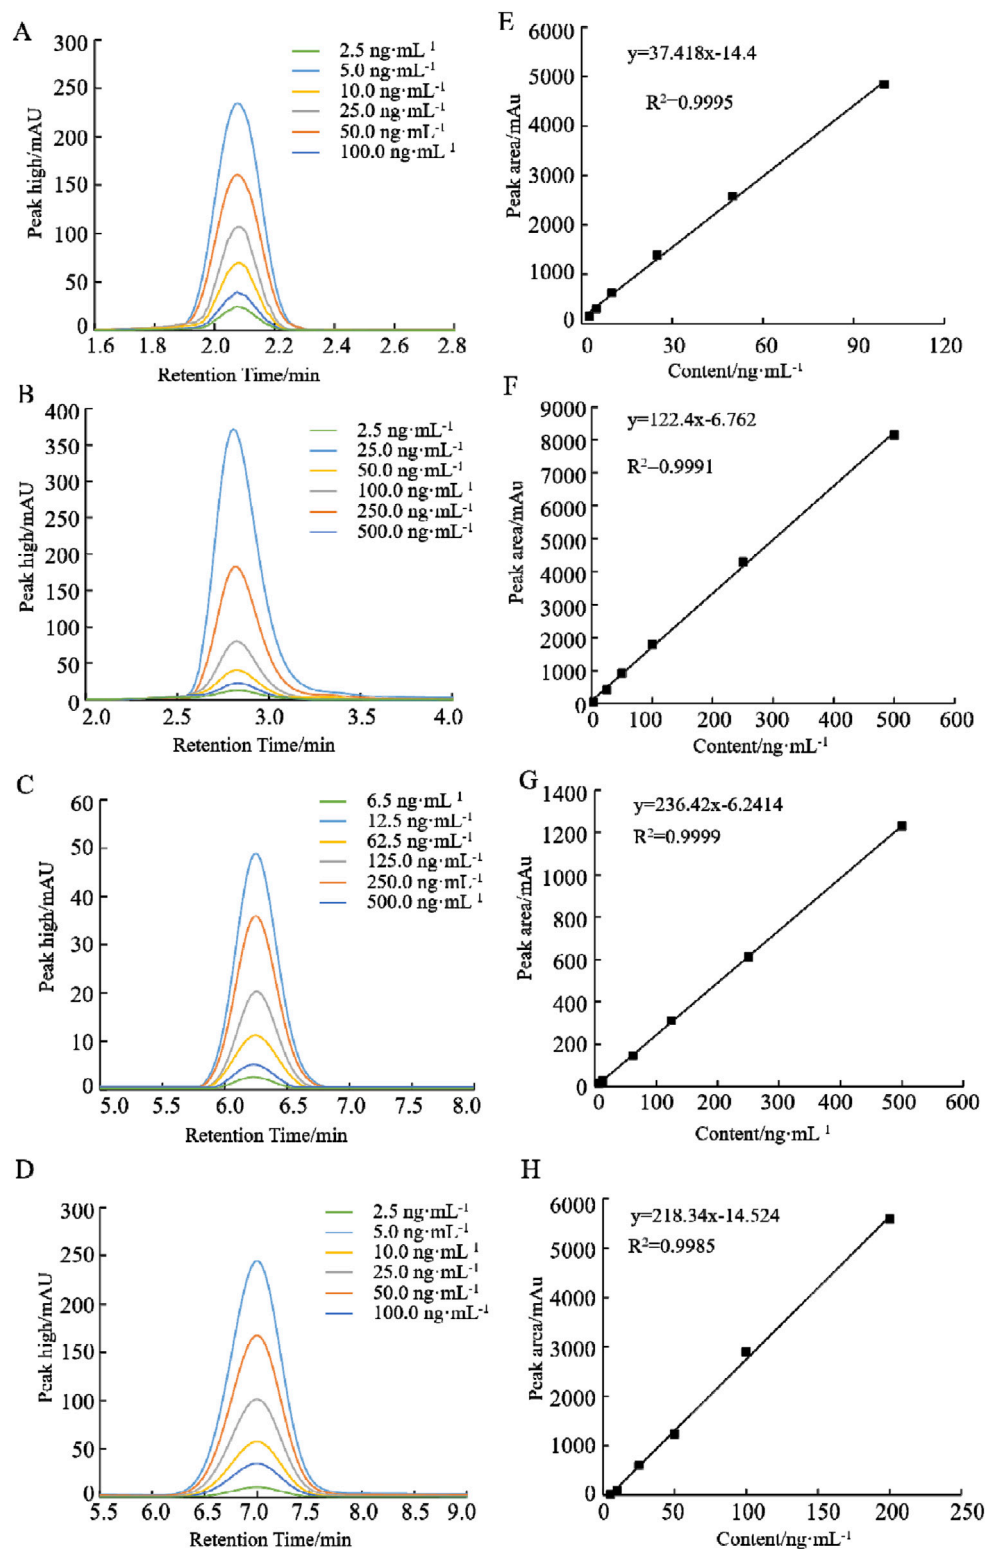 A
300
250
200
150
100
50
0
Peak high/mAU
2.5 ng·mL⁻¹
5.0 ng·mL⁻¹
10.0 ng·mL⁻¹
25.0 ng·mL⁻¹
50.0 ng·mL⁻¹
100.0 ng·mL⁻¹
1.6 2.0 2.2 2.4 2.6 2.8
Retention Time/min
E
y=37.418x-14.4
R²=0.9995
6000
5000
4000
3000
2000
1000
0
Peak area/mAu
0 30 60 90 120
Content/ng·mL⁻¹
B
400
350
300
250
200
150
100
50
0
Peak high/mAU
2.5 ng·mL⁻¹
25.0 ng·mL⁻¹
50.0 ng·mL⁻¹
100.0 ng·mL⁻¹
250.0 ng·mL⁻¹
500.0 ng·mL⁻¹
2.0 2.5 3.0 3.5 4.0
Retention Time/min
F
y=122.4x-6.762
R²=0.9991
9000
8000
7000
6000
5000
4000
3000
2000
1000
0
Peak area/mAu
0 100 200 300 400 500 600
Content/ng·mL⁻¹
C
60
50
40
30
20
10
0
Peak high/mAU
6.5 ng·mL⁻¹
12.5 ng·mL⁻¹
62.5 ng·mL⁻¹
125.0 ng·mL⁻¹
250.0 ng·mL⁻¹
500.0 ng·mL⁻¹
5.0 5.5 6.0 6.5 7.0 7.5 8.0
Retention Time/min
G
y=236.42x-6.2414
R²=0.9999
1400
1200
800
600
400
200
0
Peak area/mAu
0 100 200 300 400 500 600
Content/ng·mL⁻¹
D
300
250
200
150
100
50
0
Peak high/mAU
2.5 ng·mL⁻¹
5.0 ng·mL⁻¹
10.0 ng·mL⁻¹
25.0 ng·mL⁻¹
50.0 ng·mL⁻¹
100.0 ng·mL⁻¹
5.5 6.0 6.5 7.0 7.5 8.0 8.5 9.0
Retention Time/min
H
y=218.34x-14.524
R²=0.9985
6000
5000
4000
3000
2000
1000
0
Peak area/mAu
0 50 100 150 200 250
Content/ng·mL⁻¹